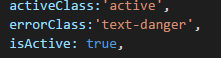 activeClass:'active',
errorClass:'text-danger',
isActive: true,